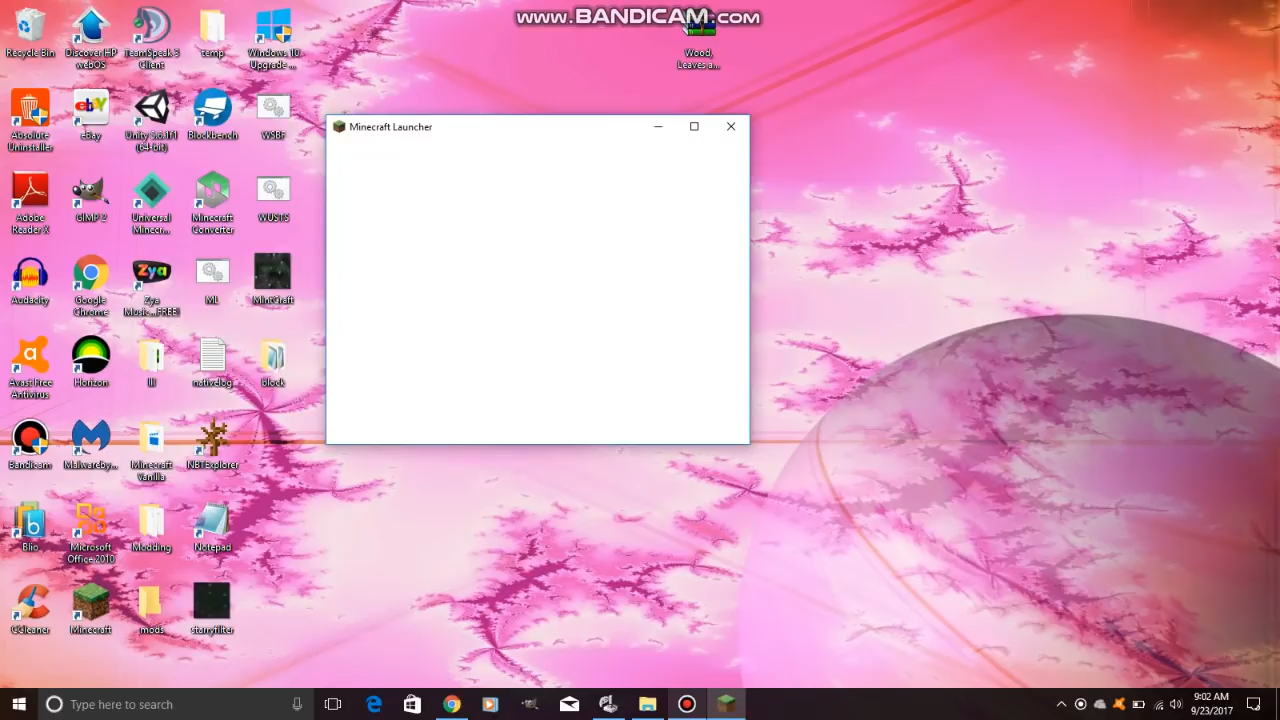 www.BANDICAM.com
Recycle Bin
Discover HP
webOS
TeamSpeak 3
Client
temp
Windows 10
Upgrade ...
Wood,
Leaves a...
Absolute
Uninstaller
ebY
eBay
Unity 5.6.1f1
(64-bit)
Blockbench
WSBF
Minecraft Launcher
Adobe
Reader X
GIMP 2
Universal
Minecr...
Minecraft
Converter
WUSTS
Audacity
Google
Chrome
Zya
Zya
Music...FREE!
ML
MintCraft
Avast Free
Antivirus
Horizon
nativelog
block
Bandicam
Malwareby...
Minecraft
Vanilla
NBTExplorer
Blio
Microsoft
Office 2010
Modding
Notepad
CCleaner
Minecraft
mods
starryfilter
Type here to search
9:02 AM
9/23/2017